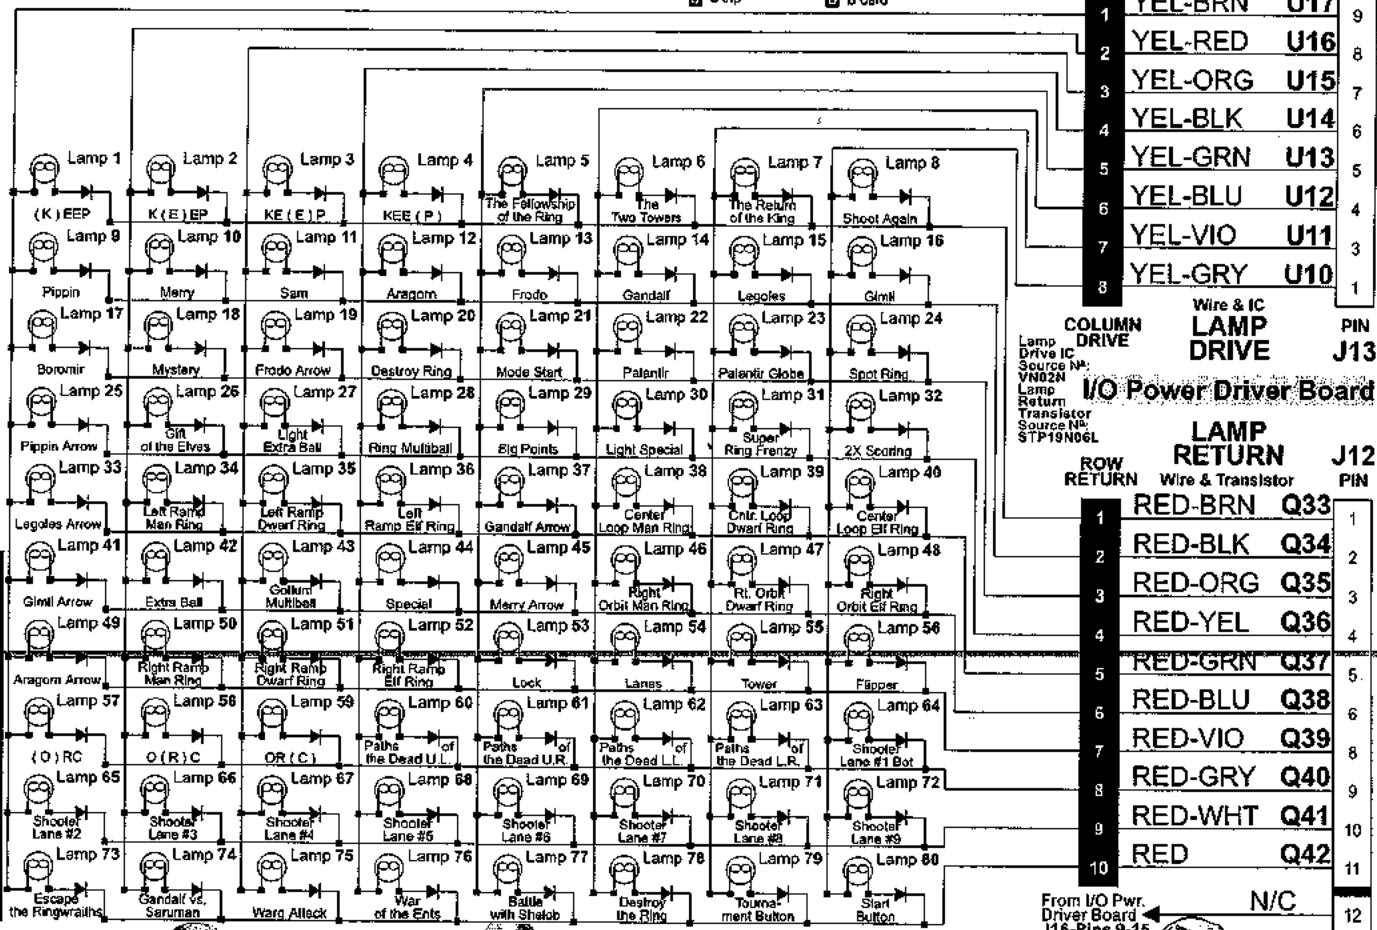 1 YEL-BRN U17 9
2 YEL-RED U16 8
3 YEL-ORG U15 7
4 YEL-BLK U14 6
5 YEL-GRN U13 5
6 YEL-BLU U12 4
7 YEL-VIO U11 3
8 YEL-GRY U10 1
COLUMN DRIVE
Wire & IC
LAMP DRIVE
PIN
J13
Lamp
Drive IC
Source Nº:
VN02N
Lamp
Return
Transistor
Source Nº:
STP19N06L
I/O Power Driver Board
LAMP RETURN
J12
ROW RETURN
Wire & Transistor
PIN
1 RED-BRN Q33 1
2 RED-BLK Q34 2
3 RED-ORG Q35 3
4 RED-YEL Q36 4
5 RED-GRN Q37 5
6 RED-BLU Q38 6
7 RED-VIO Q39 8
8 RED-GRY Q40 9
9 RED-WHT Q41 10
10 RED Q42 11
From I/O Pwr.
Driver Board
J16-Pins 9-15
N/C 12
Lamp 1 Lamp 2 Lamp 3 Lamp 4 Lamp 5 Lamp 6 Lamp 7 Lamp 8
(K)EEP K(E)EP KE(E)P KEE(P) The Fellowship of the Ring The Two Towers The Return of the King Shoot Again
Lamp 9 Lamp 10 Lamp 11 Lamp 12 Lamp 13 Lamp 14 Lamp 15 Lamp 16
Pippin Merry Sam Aragorn Frodo Gandalf Legoles Gimli
Lamp 17 Lamp 18 Lamp 19 Lamp 20 Lamp 21 Lamp 22 Lamp 23 Lamp 24
Boromir Mystery Frodo Arrow Destroy Ring Mode Start Palantir Palantir Globe Spot Ring
Lamp 25 Lamp 26 Lamp 27 Lamp 28 Lamp 29 Lamp 30 Lamp 31 Lamp 32
Pippin Arrow Gift of the Elves Light Extra Ball Ring Multiball Big Points Light Special Super Ring Frenzy 2X Scoring
Lamp 33 Lamp 34 Lamp 35 Lamp 36 Lamp 37 Lamp 38 Lamp 39 Lamp 40
Legoles Arrow Left Ramp Man Ring Left Ramp Dwarf Ring Left Ramp Elf Ring Gandalf Arrow Center Loop Man Ring Cntr. Loop Dwarf Ring Center Loop Elf Ring
Lamp 41 Lamp 42 Lamp 43 Lamp 44 Lamp 45 Lamp 46 Lamp 47 Lamp 48
Gimli Arrow Extra Ball Gollum Multiball Special Merry Arrow Right Orbit Man Ring Rt. Orbit Dwarf Ring Right Orbit Elf Ring
Lamp 49 Lamp 50 Lamp 51 Lamp 52 Lamp 53 Lamp 54 Lamp 55 Lamp 56
Aragorn Arrow Right Ramp Man Ring Right Ramp Dwarf Ring Right Ramp Elf Ring Lock Lanes Tower Flipper
Lamp 57 Lamp 58 Lamp 59 Lamp 60 Lamp 61 Lamp 62 Lamp 63 Lamp 64
(O)RC O(R)C OR(C) Paths of the Dead U.L. Paths of the Dead U.R. Paths of the Dead L.L. Paths of the Dead L.R. Shooter Lane #1 Bot
Lamp 65 Lamp 66 Lamp 67 Lamp 68 Lamp 69 Lamp 70 Lamp 71 Lamp 72
Shooter Lane #2 Shooter Lane #3 Shooter Lane #4 Shooter Lane #5 Shooter Lane #6 Shooter Lane #7 Shooter Lane #8 Shooter Lane #9
Lamp 73 Lamp 74 Lamp 75 Lamp 76 Lamp 77 Lamp 78 Lamp 79 Lamp 80
Escape the Ringwraiths Gandalf vs. Saruman Warg Attack War of the Ents Battle with Shelob Destroy the Ring Tourna-ment Button Start Button